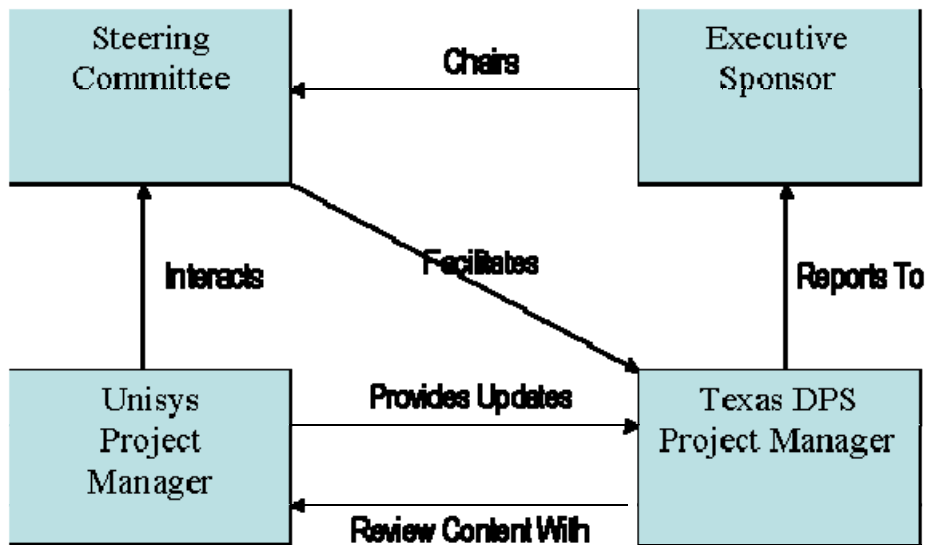 Steering
Committee
Chairs
Executive
Sponsor
Interacts
Facilitates
Reports To
Unisys
Project
Manager
Provides Updates
Texas DPS
Project Manager
Review Content With